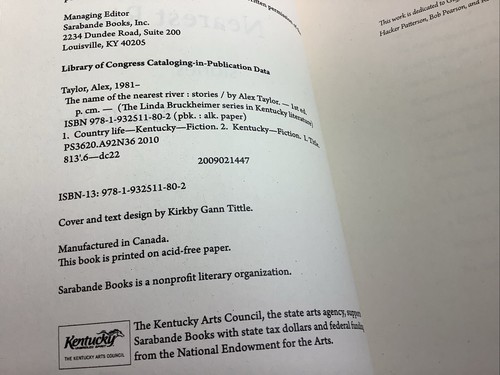 written permission of
Managing Editor
Sarabande Books, Inc.
2234 Dundee Road, Suite 200
Louisville, KY 40205
Library of Congress Cataloging-in-Publication Data
Taylor, Alex, 1981–
The name of the nearest river : stories / by Alex Taylor. — 1st ed.
p. cm. — (The Linda Bruckheimer series in Kentucky literature)
ISBN 978-1-932511-80-2 (pbk. : alk. paper)
1. Country life—Kentucky—Fiction. 2. Kentucky—Fiction. I. Title.
PS3620.A92N36 2010
813'.6—dc22
2009021447
ISBN-13: 978-1-932511-80-2
Cover and text design by Kirkby Gann Tittle.
Manufactured in Canada.
This book is printed on acid-free paper.
Sarabande Books is a nonprofit literary organization.
Kentucky
THE KENTUCKY ARTS COUNCIL
The Kentucky Arts Council, the state arts agency,
Sarabande Books with state tax dollars and federal
from the National Endowment for the Arts.
This work is dedicated to
Hacker Patterson, Bob Pearson, and